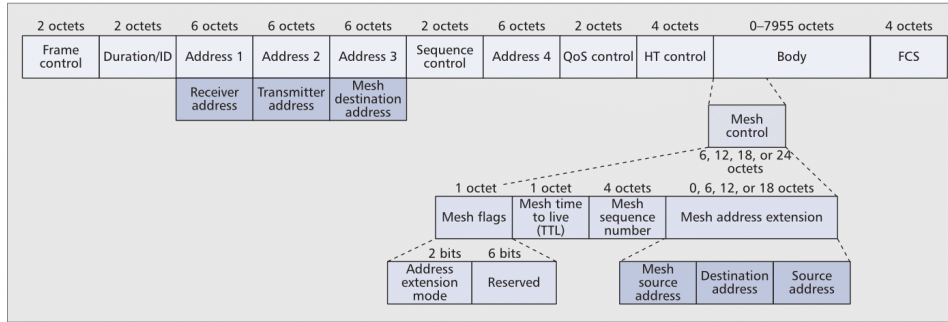 2 octets 2 octets 6 octets 6 octets 6 octets 2 octets 6 octets 2 octets 4 octets 0–7955 octets 4 octets
Frame control Duration/ID Address 1 Address 2 Address 3 Sequence control Address 4 QoS control HT control Body FCS
Receiver address Transmitter address Mesh destination address
Mesh
control
6, 12, 18, or 24
octets
1 octet 1 octet 4 octets 0, 6, 12, or 18 octets
Mesh flags Mesh time to live (TTL) Mesh sequence number Mesh address extension
2 bits 6 bits
Address extension mode Reserved Mesh source address Destination address Source address